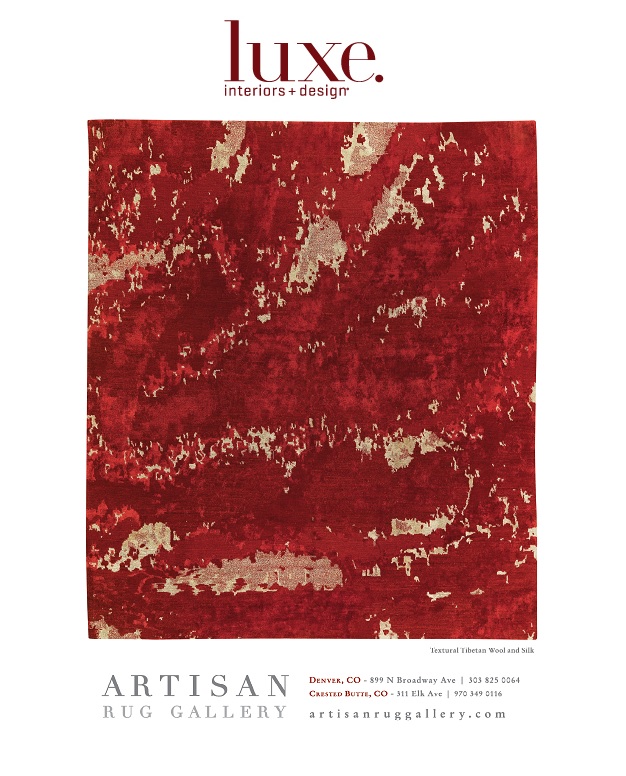 luxe.
interiors + design™
Textural Tibetan Wool and Silk
ARTISAN
RUG GALLERY
DENVER, CO - 899 N Broadway Ave | 303 825 0064
CRESTED BUTTE, CO - 311 Elk Ave | 970 349 0116
artisanruggallery.com